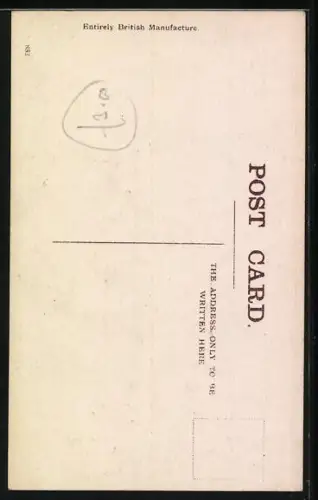 Entirely British Manufacture
POST CARD.
THE ADDRESS ONLY TO BE
WRITTEN HERE